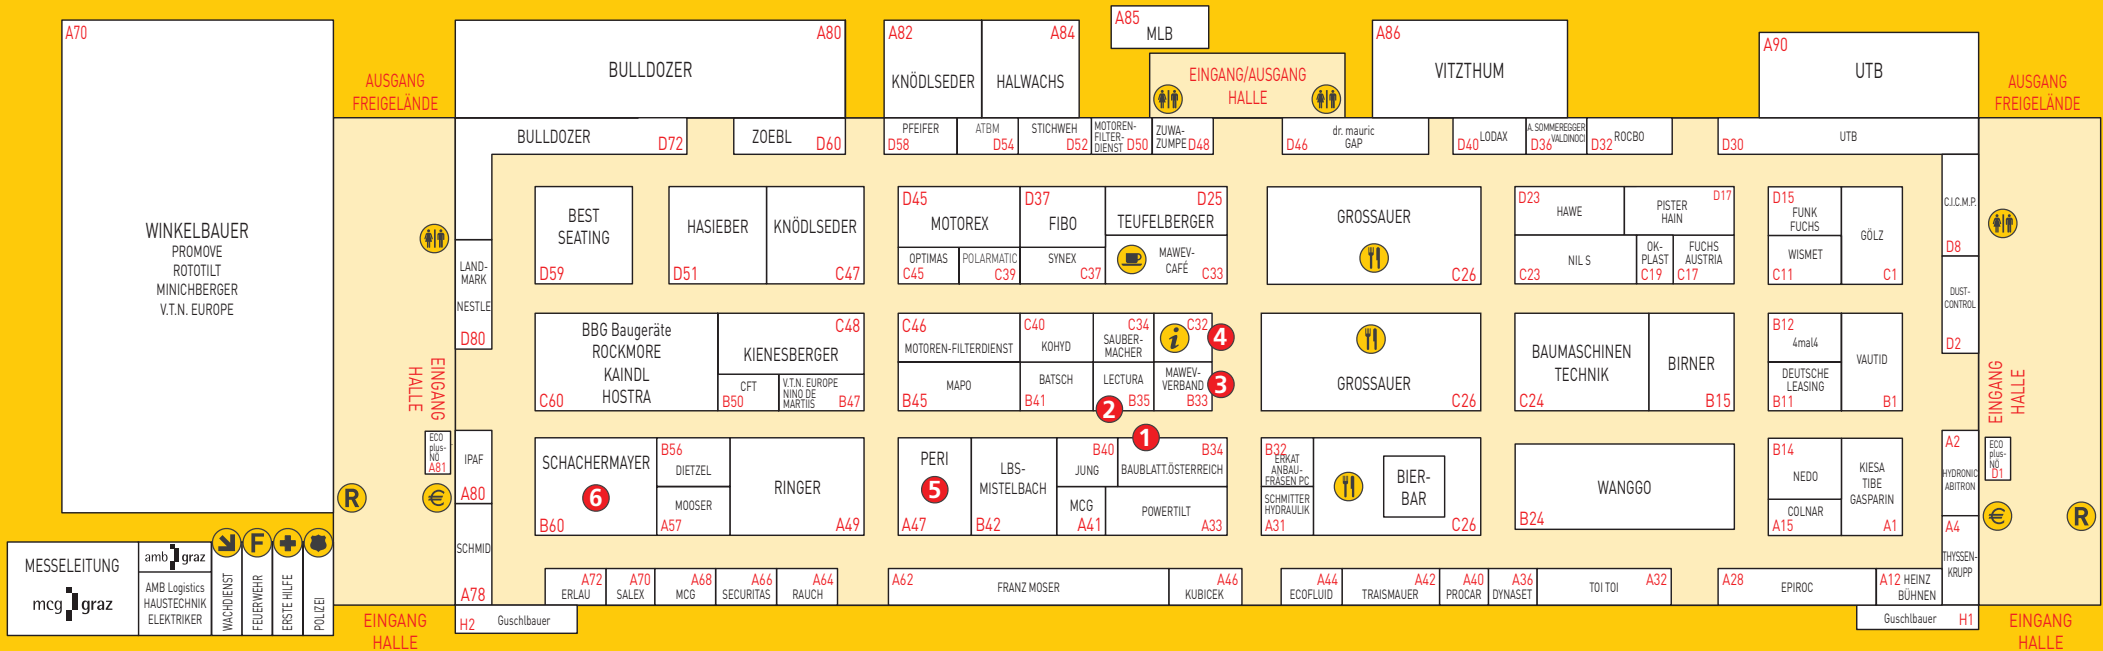 A70
WINKELBAUER
PROMOVE
ROTOTILT
MINICHBERGER
V.T.N. EUROPE
AUSGANG
FREIGELÄNDE
A80
BULLDOZER
A82
KNÖDLSEDER
A84
HALWACHS
A85
MLB
EINGANG/AUSGANG
HALLE
A86
VITZTHUM
A90
UTB
AUSGANG
FREIGELÄNDE
BULLDOZER
D72
ZOEBL
D60
PFEIFER
D58
ATBM
D54
STICHWEH
D52
MOTOREN-
FILTER-
DIENST D50
ZUWA-
ZUMPE D48
dr. mauric
GAP
D46
LODAX
D40
A. SOMMEREGGER
VALDINOCI
D36
D32 ROCBO
D30
UTB
BEST
SEATING
D59
HASIEBER
D51
KNÖDLSEDER
C47
D45
MOTOREX
D37
FIBO
D25
TEUFELBERGER
OPTIMAS
C45
POLARMATIC
C39
SYNEX
C37
MAWEV-
CAFÉ
C33
GROSSAUER
C26
D23
HAWE
D17
PISTER
HAIN
NIL S
C23
OK-
PLAST
C19
FUCHS
AUSTRIA
C17
D15
FUNK
FUCHS
WISMET
C11
GÖLZ
C1
C.I.C.M.P.
D8
DUST-
CONTROL
D2
LAND-
MARK
NESTLE
D80
BBG Baugeräte
ROCKMORE
KAINDL
HOSTRA
C60
C48
KIENESBERGER
CFT
B50
V.T.N. EUROPE
NINO DE
MARTIIS
B47
C46
MOTOREN-FILTERDIENST
C40
KOHYD
C34
SAUBER-
MACHER
C32
i
4
MAPO
B45
BATSCH
B41
LECTURA
B35
MAWEV-
VERBAND
B33
3
2
1
GROSSAUER
C26
BAUMASCHINEN
TECHNIK
C24
BIRNER
B15
B12
4mal4
DEUTSCHE
LEASING
B11
VAUTID
B1
EINGANG
HALLE
EINGANG
HALLE
ECO
plus-
NÖ
A81
IPAF
A80
SCHACHERMAYER
6
B60
B56
DIETZEL
MOOSER
A57
RINGER
A49
PERI
5
A47
LBS-
MISTELBACH
B42
B40
JUNG
MCG
A41
B34
BAUBLATT.ÖSTERREICH
POWERTILT
A33
B32
ERKAT
ANBAU-
FRÄSEN PC
SCHMITTER
HYDRAULIK
A31
BIER-
BAR
C26
WANGGO
B24
B14
NEDO
COLNAR
A15
KIESA
TIBE
GASPARIN
A1
A2
HYDRONIC
ABITRON
A4
THYSSEN-
KRUPP
ECO
plus-
NÖ
D1
R
€
€
R
SCHMID
A78
MESSELEITUNG
mcg graz
amb graz
AMB Logistics
HAUSTECHNIK
ELEKTRIKER
WACHDIENST
F
FEUERWEHR
ERSTE HILFE
POLIZEI
A72
ERLAU
A70
SALEX
A68
MCG
A66
SECURITAS
A64
RAUCH
A62
FRANZ MOSER
A46
KUBICEK
A44
ECOFLUID
A42
TRAISMAUER
A40
PROCAR
A36
DYNASET
TOI TOI
A32
A28
EPIROC
A12 HEINZ
BÜHNEN
EINGANG
HALLE
H2
Guschlbauer
Guschlbauer
H1
EINGANG
HALLE